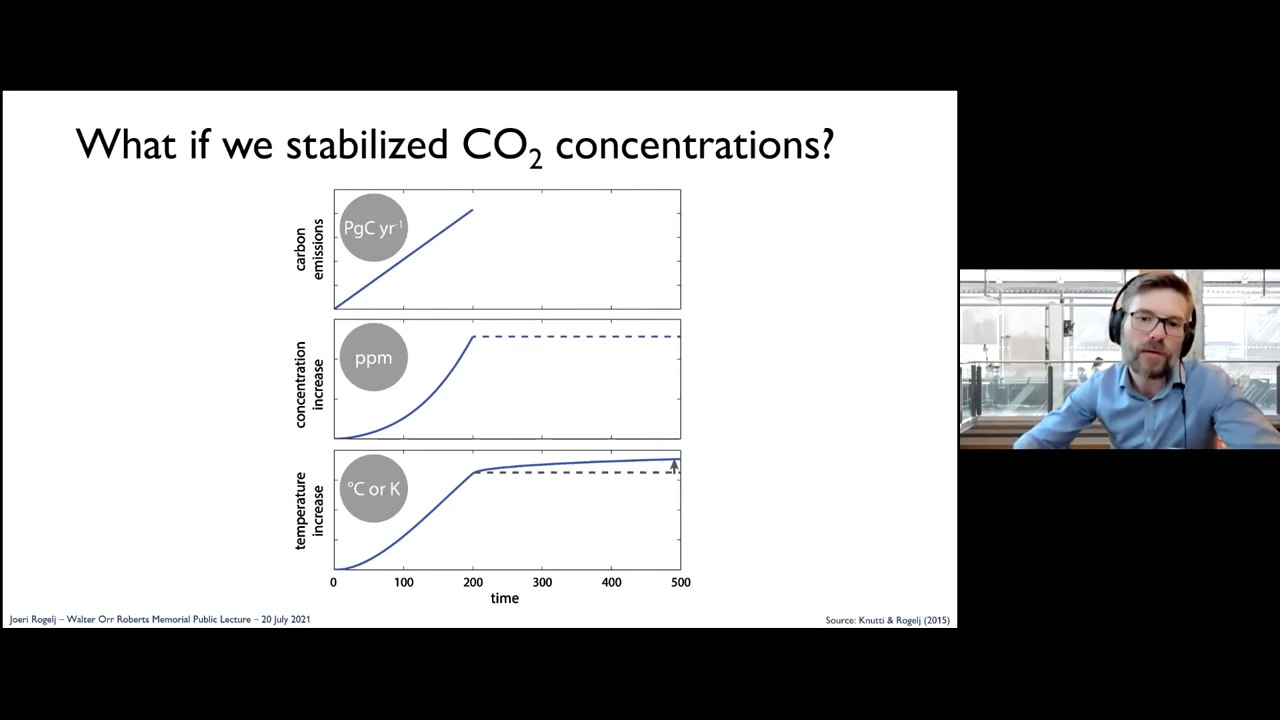 What if we stabilized CO₂ concentrations?
carbon
emissions
PgC yr⁻¹
concentration
increase
ppm
temperature
increase
°C or K
0 100 200 300 400 500
time
Joeri Rogelj – Walter Orr Roberts Memorial Public Lecture – 20 July 2021
Source: Knutti & Rogelj (2015)